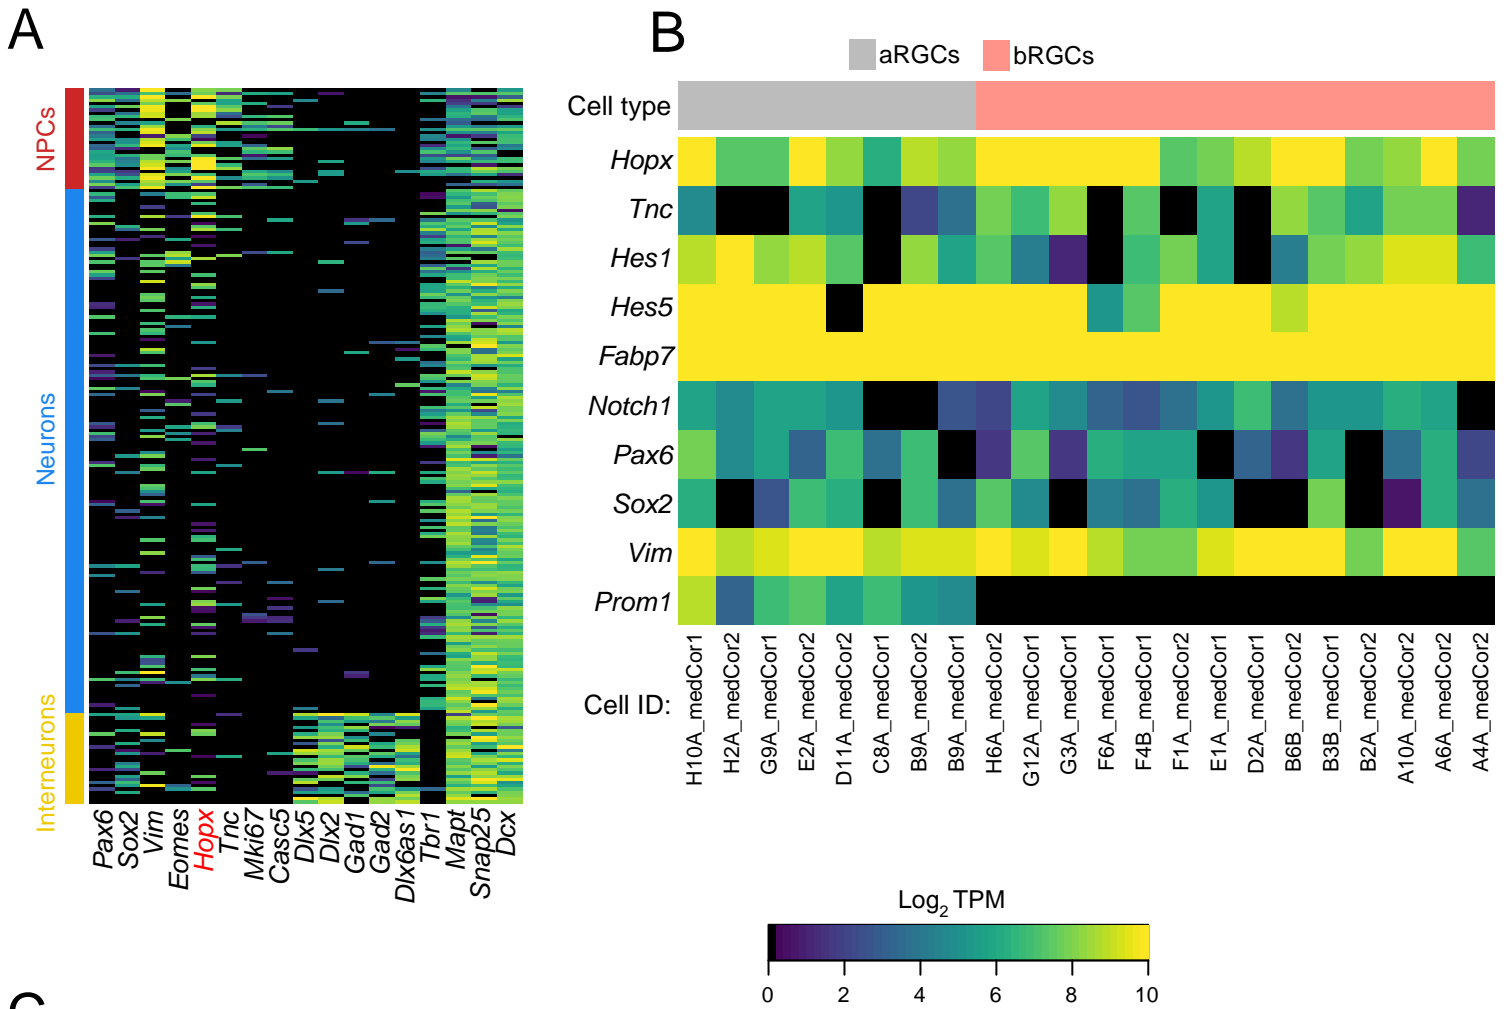 A
B
aRGCs
bRGCs
Cell type
NPCs
Neurons
Interneurons
Pax6
Sox2
Vim
Eomes
Hopx
Tnc
Mki67
Casc5
Dlx5
Dlx2
Gad1
Gad2
Dlx6as1
Tbr1
Mapt
Snap25
Dcx
Hopx
Tnc
Hes1
Hes5
Fabp7
Notch1
Pax6
Sox2
Vim
Prom1
Cell ID:
H10A_medCor1
H2A_medCor2
G9A_medCor1
E2A_medCor2
D11A_medCor2
C8A_medCor1
B9A_medCor2
B9A_medCor1
H6A_medCor2
G12A_medCor1
G3A_medCor1
F6A_medCor1
F4B_medCor1
F1A_medCor2
E1A_medCor2
D2A_medCor1
B6B_medCor2
B3B_medCor1
B2A_medCor2
A10A_medCor2
A6A_medCor2
A4A_medCor2
Log2 TPM
0 2 4 6 8 10